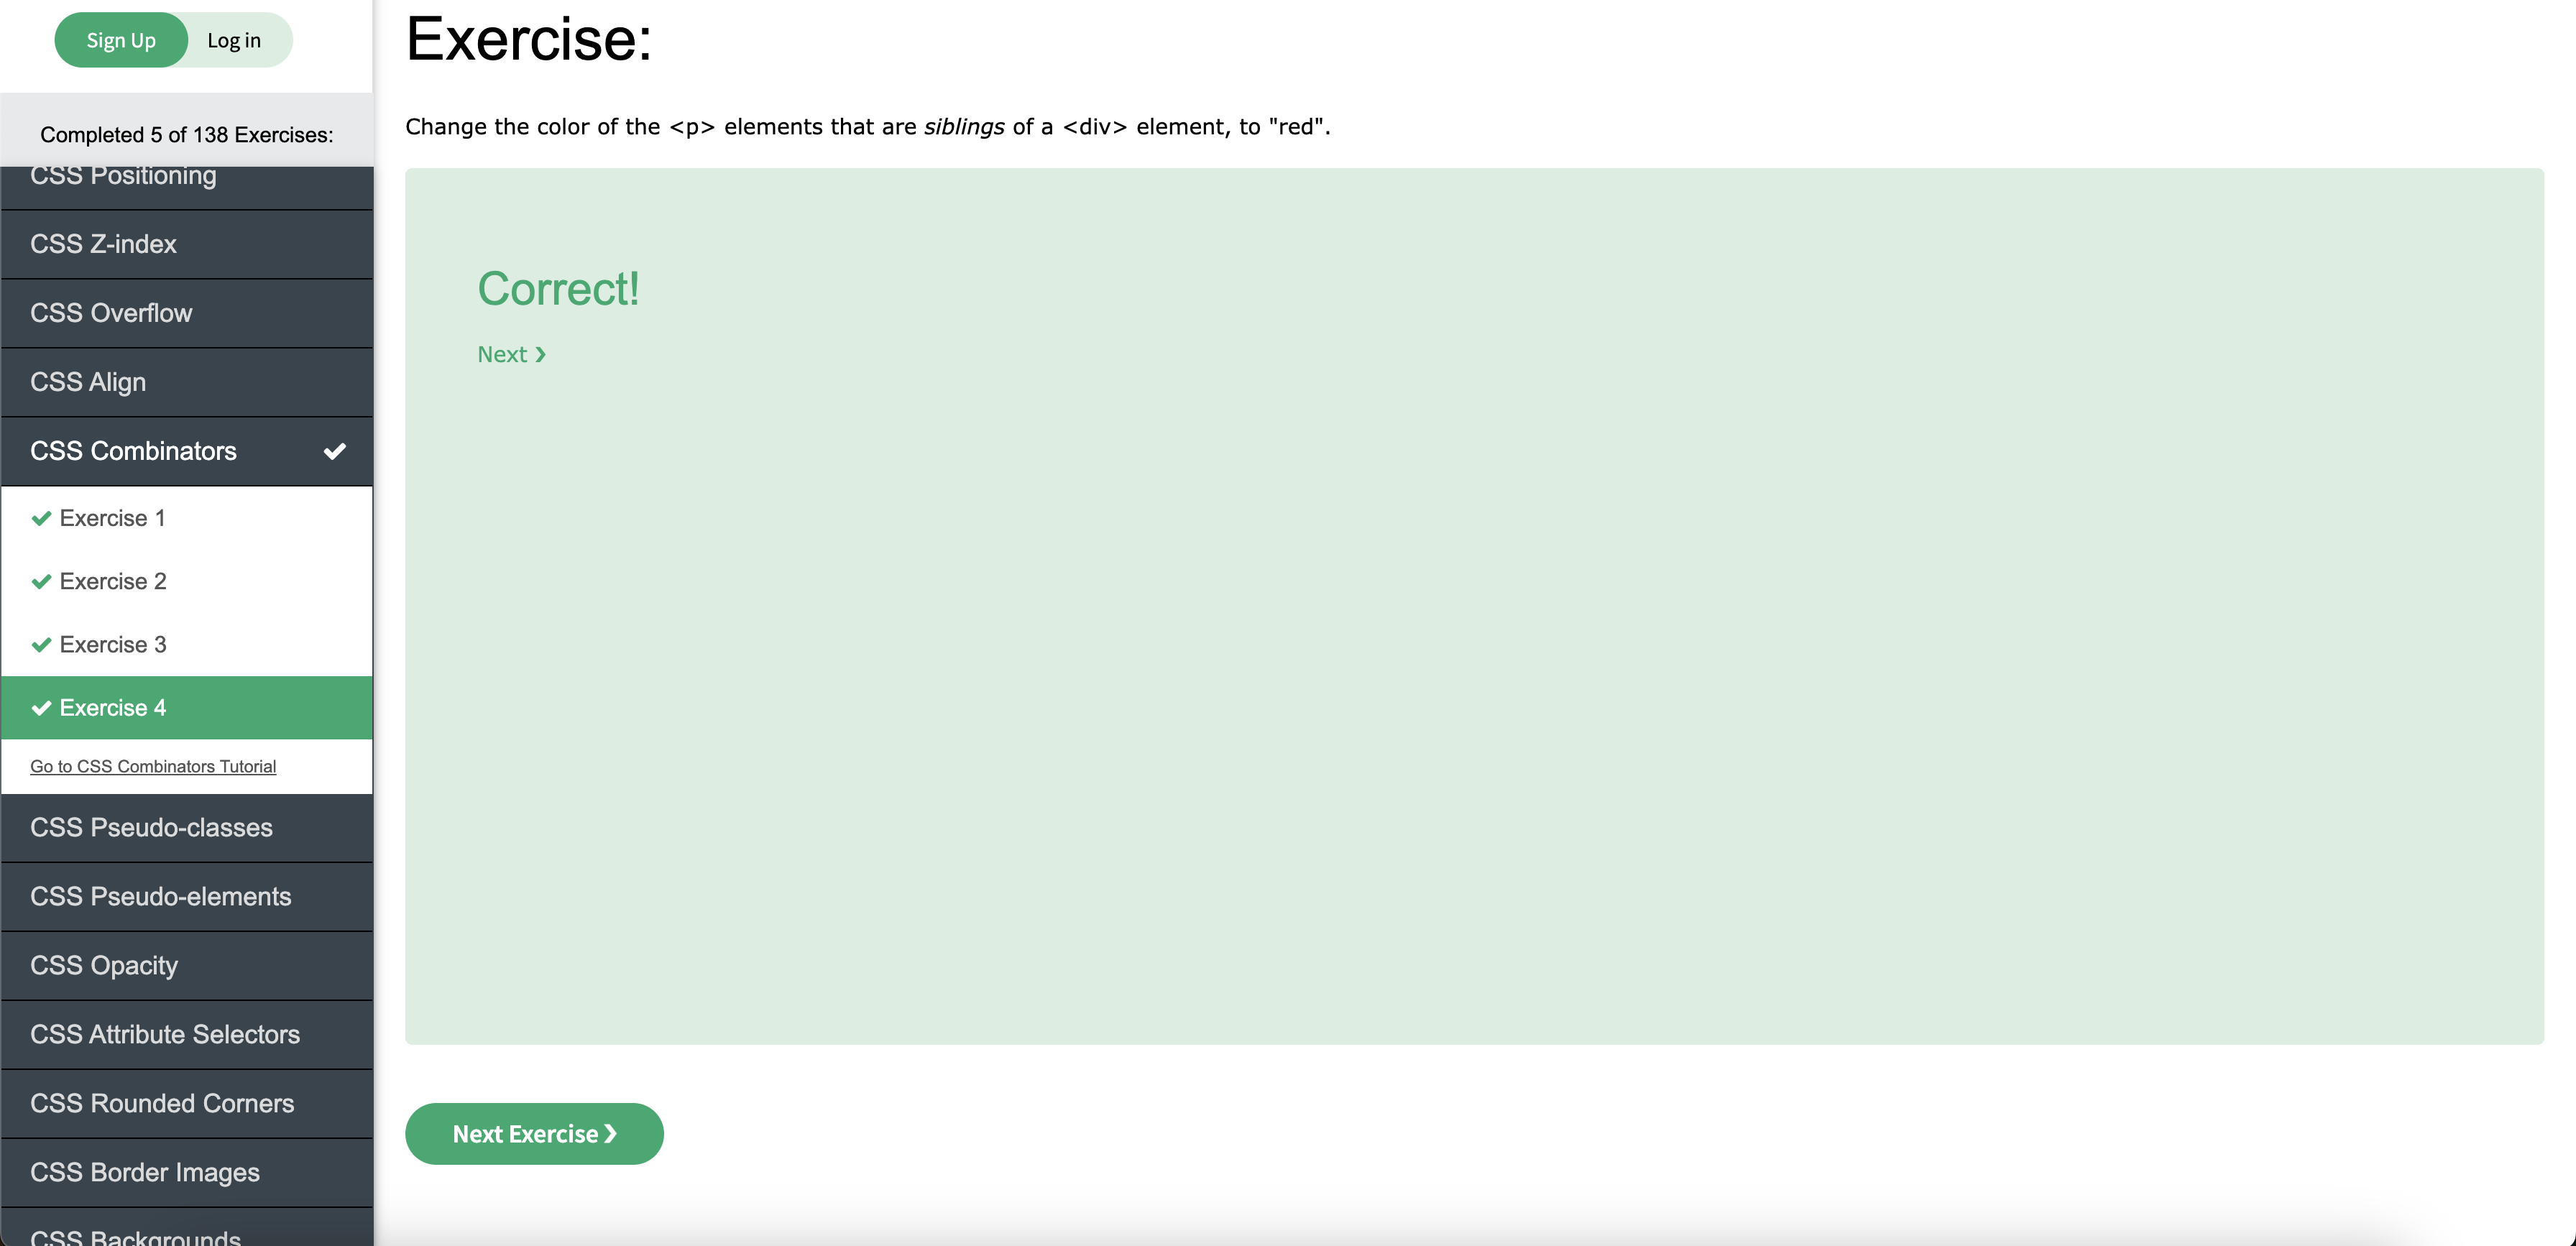 Sign Up
Log in
Completed 5 of 138 Exercises:
CSS Positioning
CSS Z-index
CSS Overflow
CSS Align
CSS Combinators
Exercise 1
Exercise 2
Exercise 3
Exercise 4
Go to CSS Combinators Tutorial
CSS Pseudo-classes
CSS Pseudo-elements
CSS Opacity
CSS Attribute Selectors
CSS Rounded Corners
CSS Border Images
CSS Backgrounds
Exercise:
Change the color of the <p> elements that are siblings of a <div> element, to "red".
Correct!
Next ❯
Next Exercise ❯